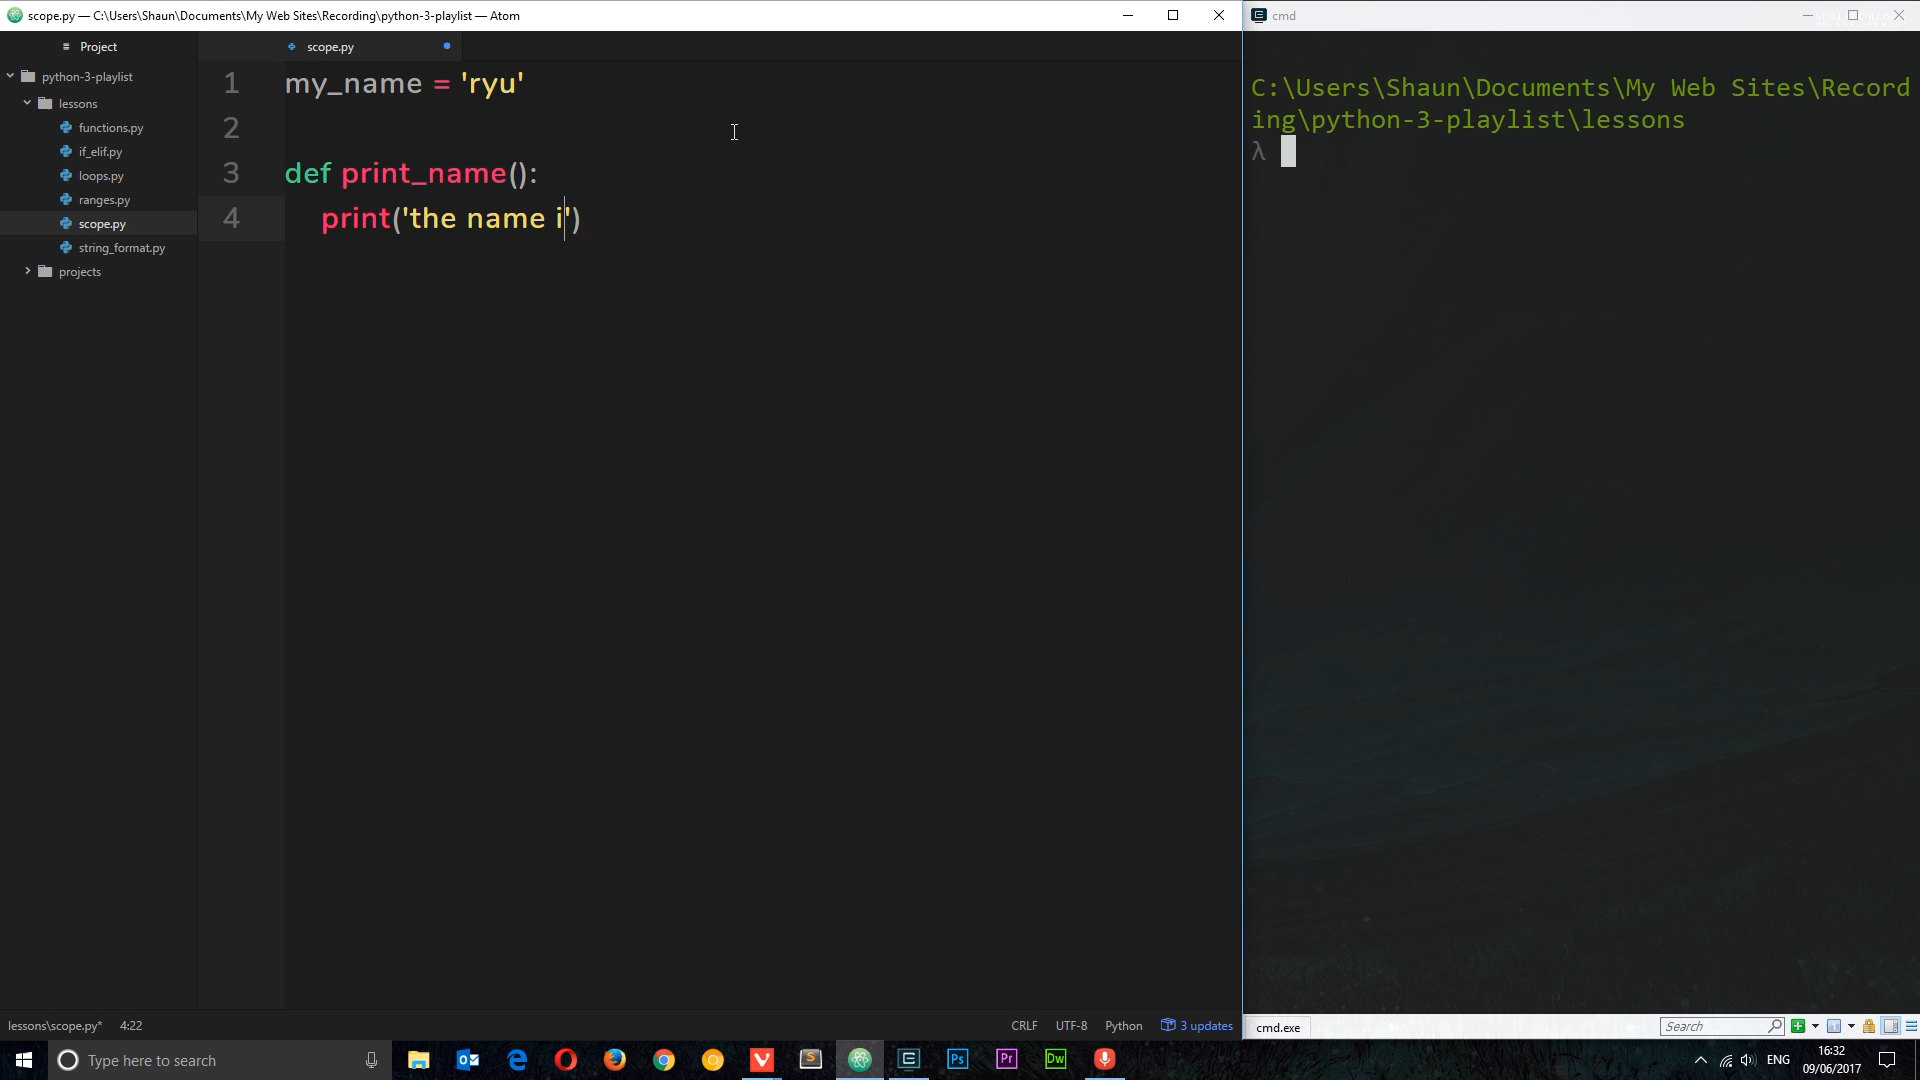 scope.py — C:\Users\Shaun\Documents\My Web Sites\Recording\python-3-playlist — Atom
Project
python-3-playlist
lessons
functions.py
if_elif.py
loops.py
ranges.py
scope.py
string_format.py
projects
scope.py
1 my_name = 'ryu'
2
3 def print_name():
4 print('the name i')
lessons\scope.py* 4:22
CRLF UTF-8 Python 3 updates
cmd
C:\Users\Shaun\Documents\My Web Sites\Record
ing\python-3-playlist\lessons
λ
cmd.exe
Search
Type here to search
S
Ps
Pr
Dw
ENG
16:32
09/06/2017